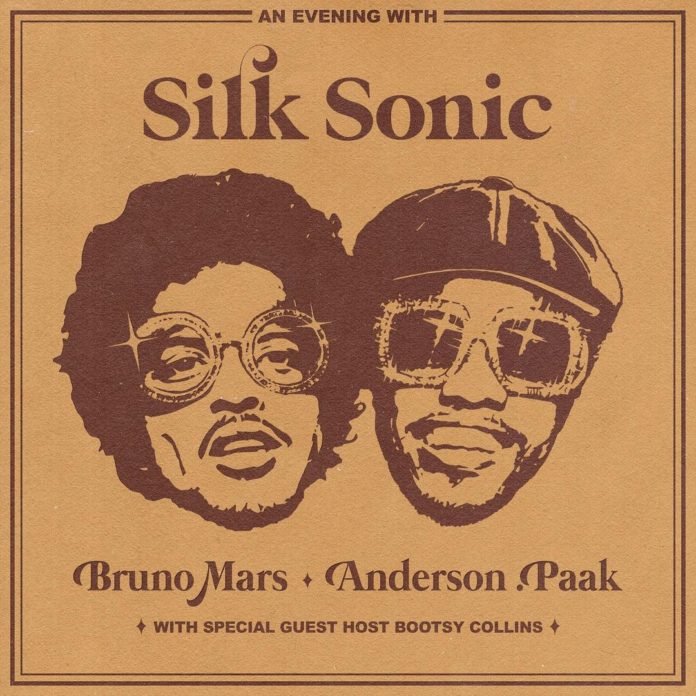 AN EVENING WITH
Silk Sonic
Bruno Mars ✦ Anderson .Paak
✦ WITH SPECIAL GUEST HOST BOOTSY COLLINS ✦